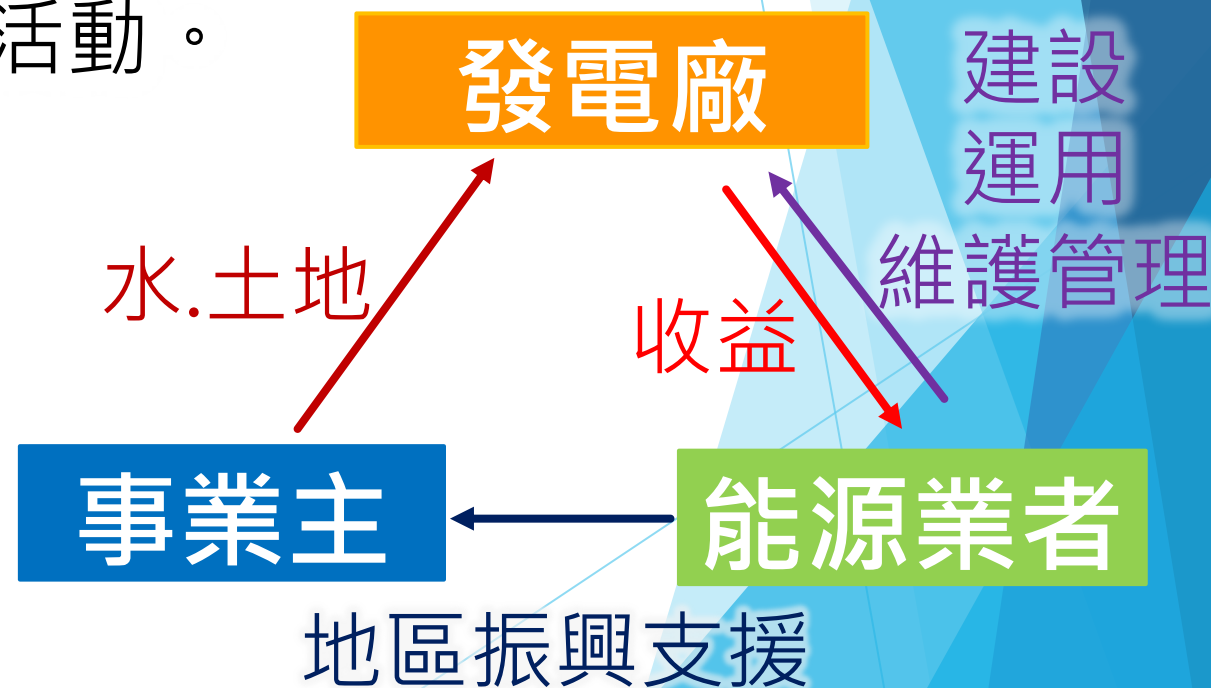 活動。
發電廠
建設
運用
維護管理
水.土地
收益
事業主
能源業者
地區振興支援